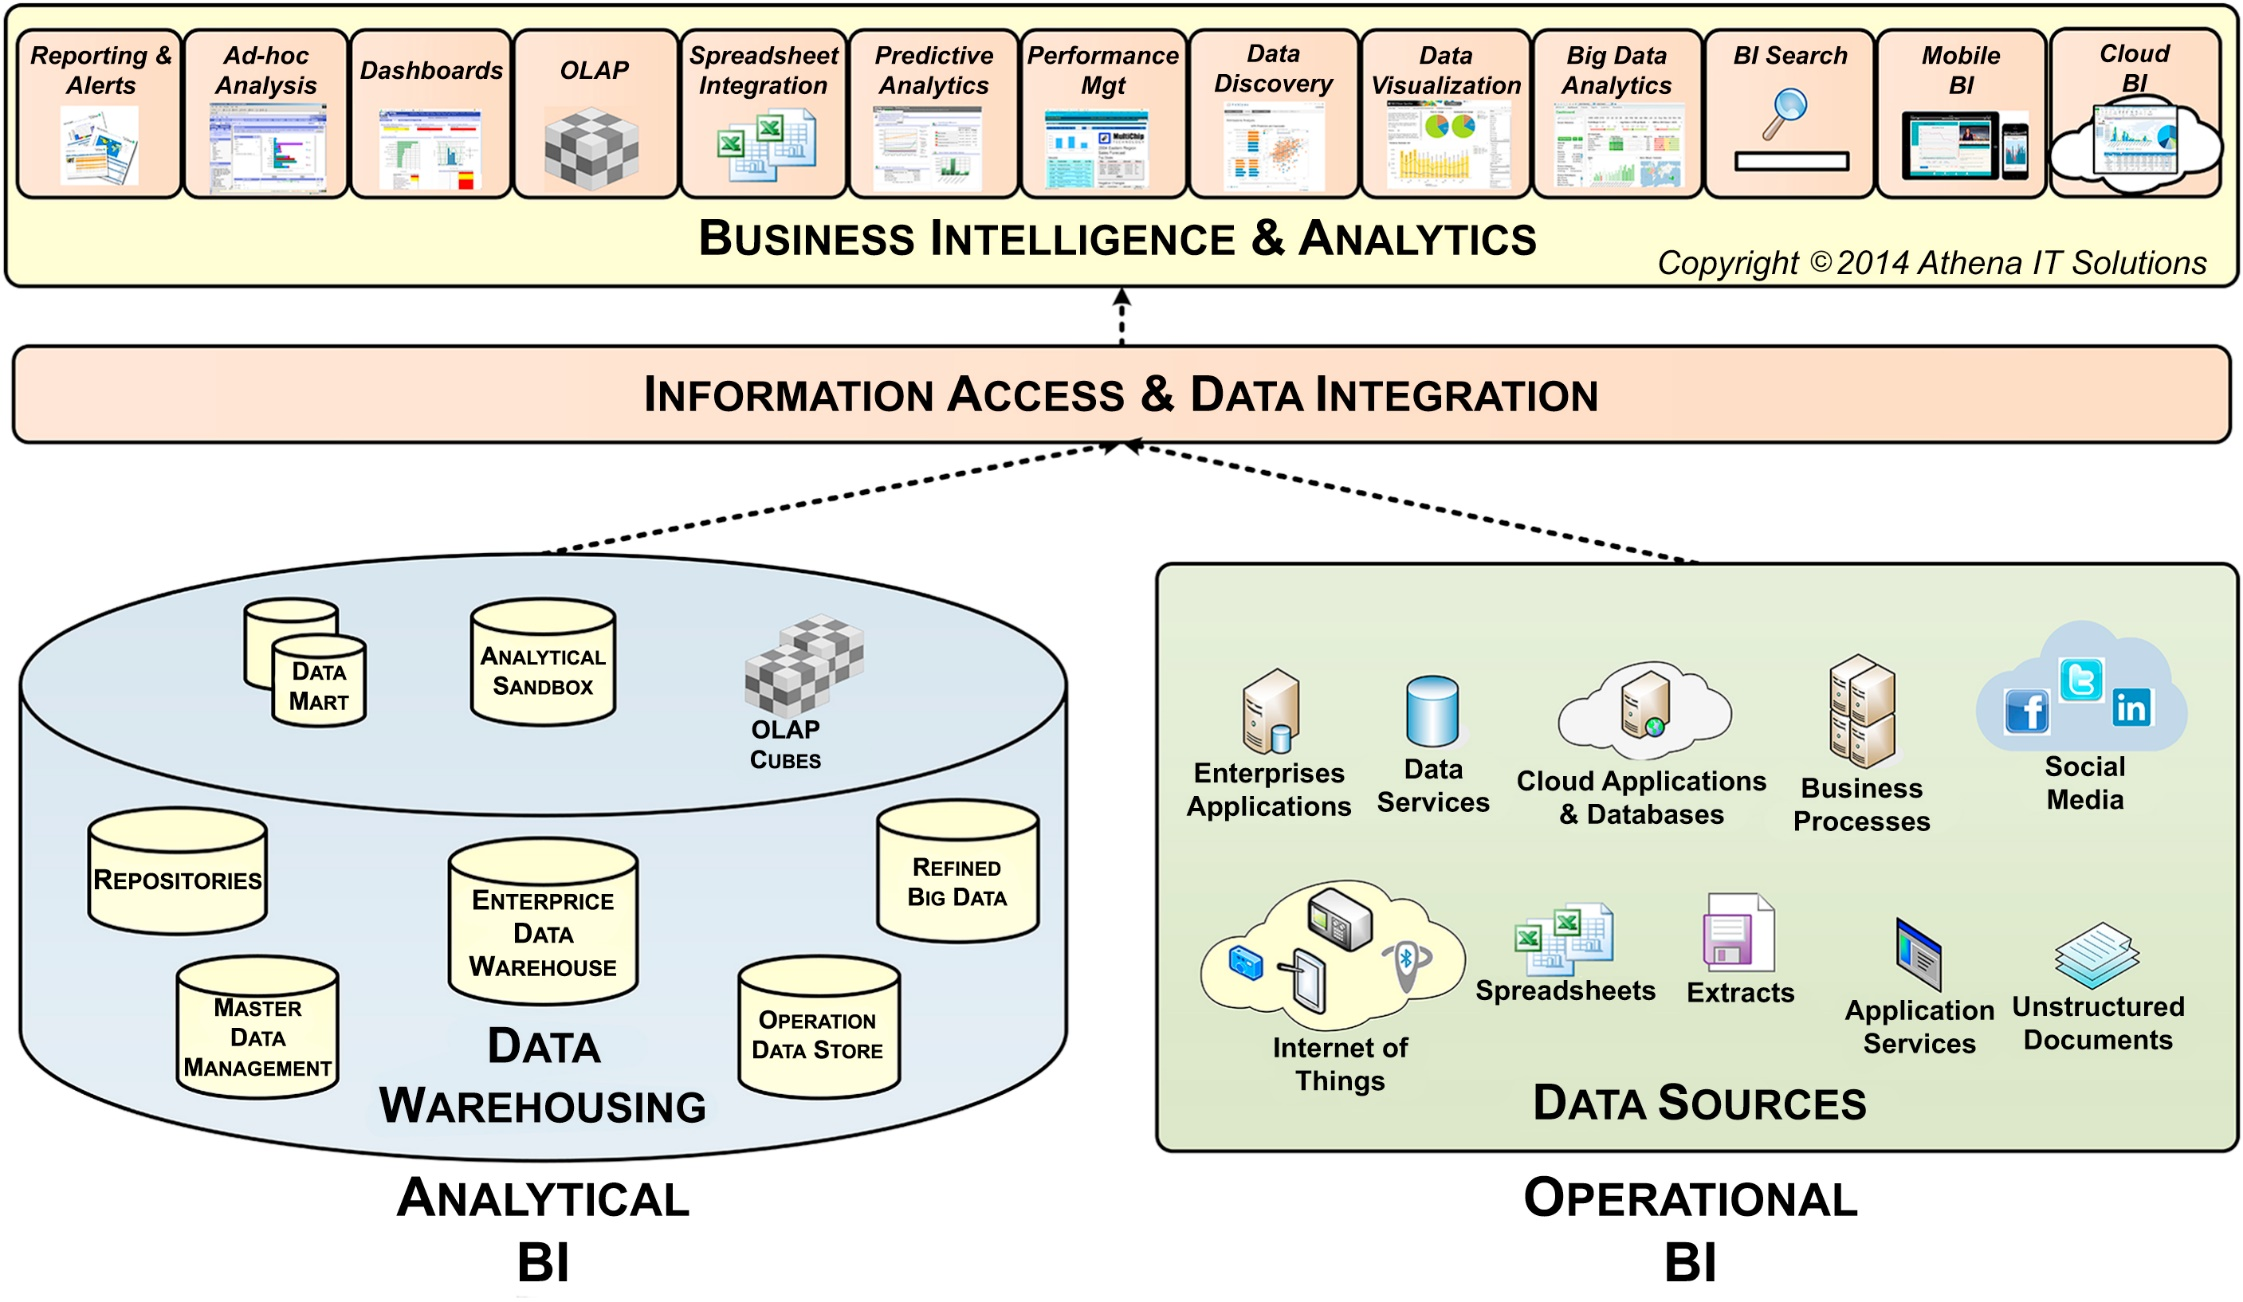 Reporting &
Alerts
Ad-hoc
Analysis
Dashboards
OLAP
Spreadsheet
Integration
Predictive
Analytics
Performance
Mgt
MultiChip
Data
Discovery
Data
Visualization
Big Data
Analytics
BI Search
Mobile
BI
Cloud
BI
BUSINESS INTELLIGENCE & ANALYTICS
Copyright ©2014 Athena IT Solutions
INFORMATION ACCESS & DATA INTEGRATION
DATA
MART
ANALYTICAL
SANDBOX
OLAP
CUBES
REPOSITORIES
ENTERPRICE
DATA
WAREHOUSE
REFINED
BIG DATA
MASTER
DATA
MANAGEMENT
OPERATION
DATA STORE
DATA
WAREHOUSING
ANALYTICAL
BI
Enterprises
Applications
Data
Services
Cloud Applications
& Databases
Business
Processes
f
t
in
Social
Media
Internet of
Things
Spreadsheets
Extracts
Application
Services
Unstructured
Documents
DATA SOURCES
OPERATIONAL
BI